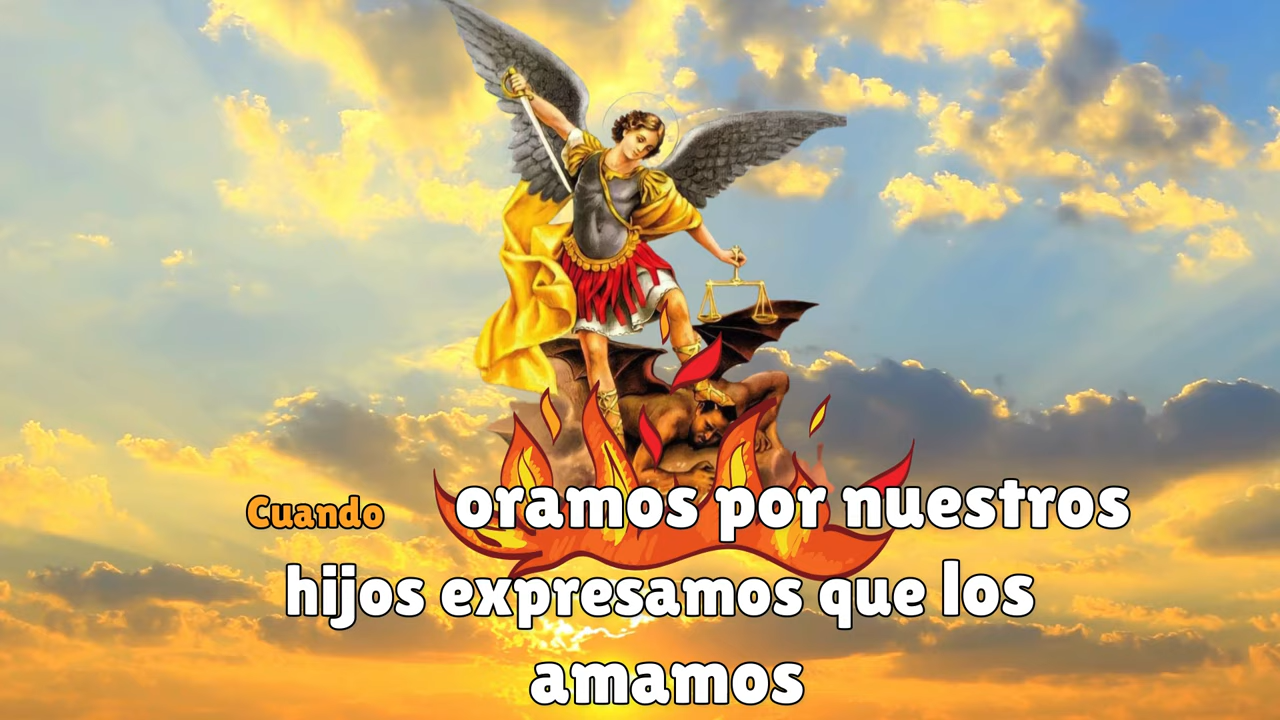 Cuando oramos por nuestros
hijos expresamos que los
amamos